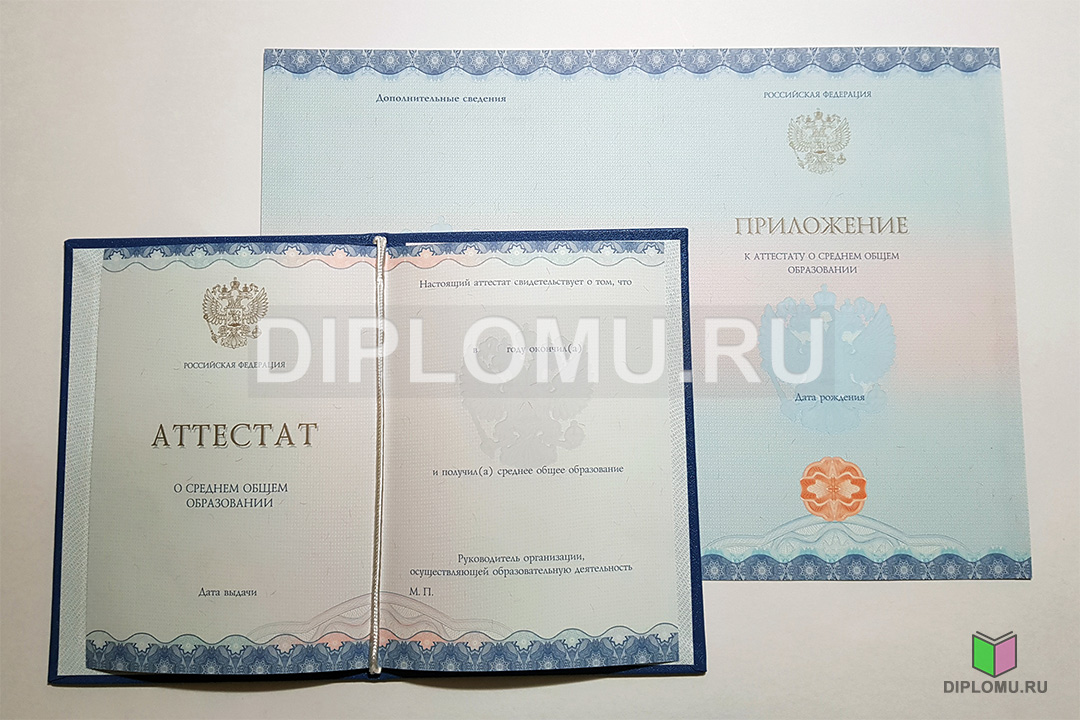 Дополнительные сведения
РОССИЙСКАЯ ФЕДЕРАЦИЯ
ПРИЛОЖЕНИЕ
К АТТЕСТАТУ О СРЕДНЕМ ОБЩЕМ
ОБРАЗОВАНИИ
Дата рождения
РОССИЙСКАЯ ФЕДЕРАЦИЯ
АТТЕСТАТ
О СРЕДНЕМ ОБЩЕМ
ОБРАЗОВАНИИ
Дата выдачи
Настоящий аттестат свидетельствует о том, что
в году окончил(а)
и получил(а) среднее общее образование
Руководитель организации,
осуществляющей образовательную деятельность
М. П.
DIPLOMU.RU
DIPLOMU.RU